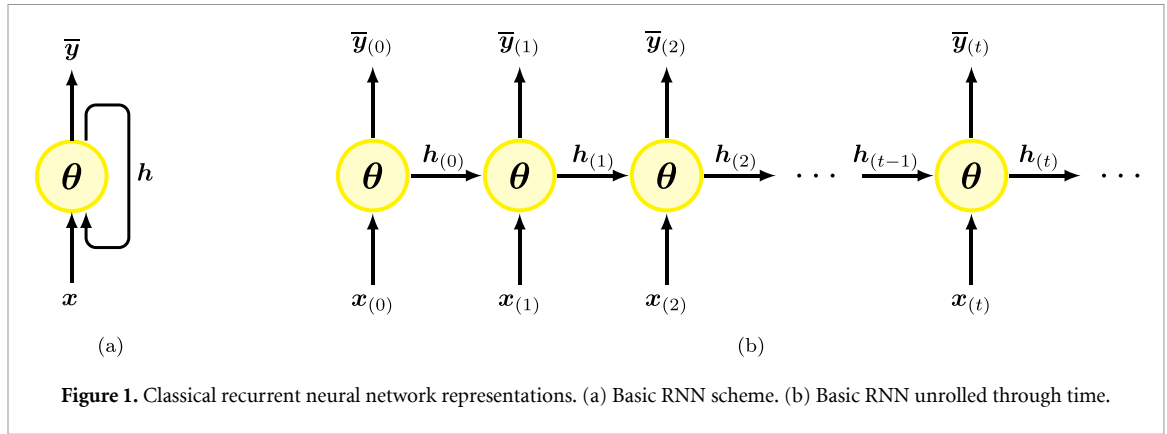 ȳ
θ
h
x
(a)
ȳ₍₀₎ ȳ₍₁₎ ȳ₍₂₎ ȳ₍ₜ₎
h₍₀₎ h₍₁₎ h₍₂₎ h₍ₜ₋₁₎ h₍ₜ₎
θ θ θ · · · θ · · ·
x₍₀₎ x₍₁₎ x₍₂₎ x₍ₜ₎
(b)
Figure 1. Classical recurrent neural network representations. (a) Basic RNN scheme. (b) Basic RNN unrolled through time.